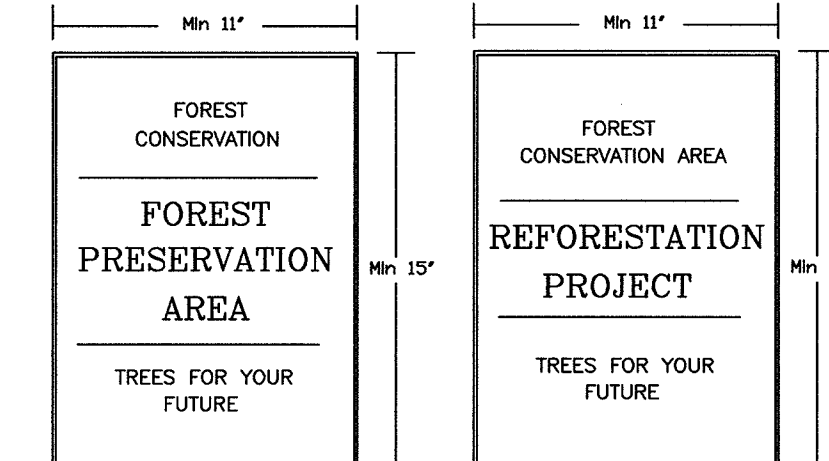 Min 11"
FOREST
CONSERVATION
FOREST
PRESERVATION
AREA
TREES FOR YOUR
FUTURE
Min 15"
Min 11"
FOREST
CONSERVATION AREA
REFORESTATION
PROJECT
TREES FOR YOUR
FUTURE
Min